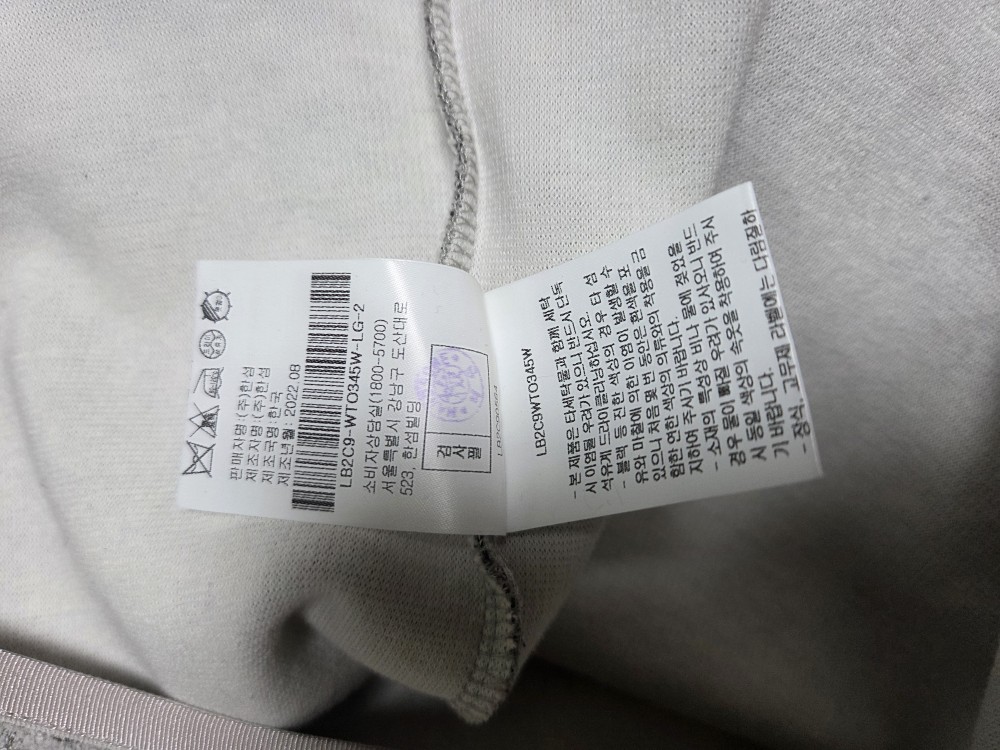 판매자명:(주)한섬
제조자명:(주)한섬
제조국명:한국
제조년월: 2022.08
LB2C9-WTO345W-LG-2
소비자상담실(1800-5700)
서울특별시 강남구 도산대로
523, 한섬빌딩
검사필
LB2C9WTO345W
- 본 제품은 타세탁물과 함께 세탁
시 이염될 우려가 있으니 반드시 단독
석유계 드라이클리닝하십시오.
- 블랙 등 진한 색상의 경우 타 섬
유와 마찰에 의한 이염이 발생할 수
있으니 처음 몇 번 동안은 흰색을 포
함한 연한 색상의 의류와의 착용을 금
지하여 주시기 바랍니다.
- 소재의 특성상 비나 물에 젖었을
경우 물이 빠질 우려가 있사오니 반드
시 동일 색상의 속옷을 착용하여 주시
기 바랍니다.
- 장식, 고무제 라벨에는 다림질하